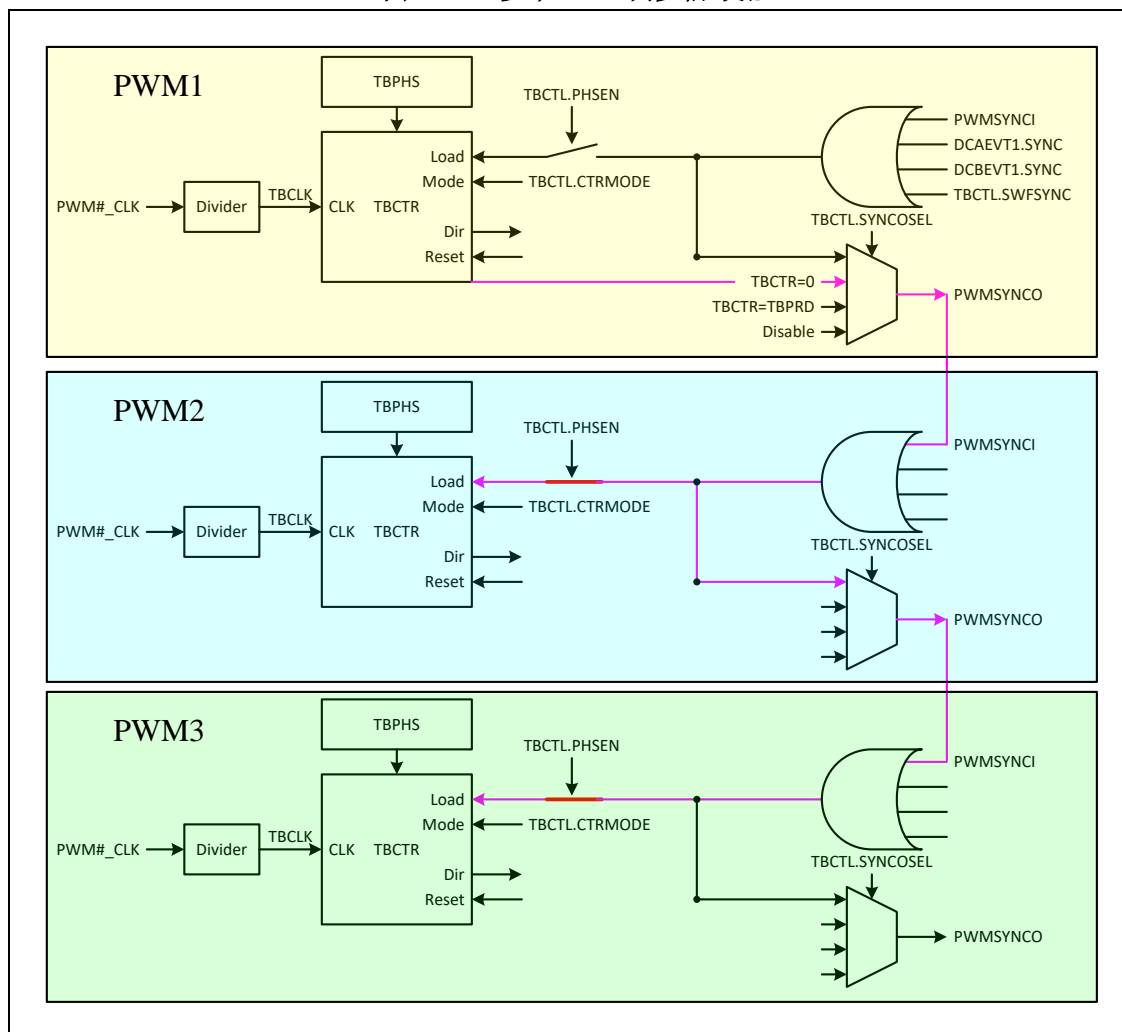 PWM1
TBPHS
TBCTL.PHSEN
PWMSYNCI
Load
DCAEVT1.SYNC
Mode
TBCTL.CTRMODE
DCBEVT1.SYNC
PWM#_CLK
Divider
TBCLK
CLK
TBCTR
TBCTL.SWFSYNC
Dir
TBCTL.SYNCOSEL
Reset
TBCTR=0
PWMSYNCO
TBCTR=TBPRD
Disable
PWM2
TBPHS
TBCTL.PHSEN
PWMSYNCI
Load
Mode
TBCTL.CTRMODE
PWM#_CLK
Divider
TBCLK
CLK
TBCTR
Dir
TBCTL.SYNCOSEL
Reset
PWMSYNCO
PWM3
TBPHS
TBCTL.PHSEN
PWMSYNCI
Load
Mode
TBCTL.CTRMODE
PWM#_CLK
Divider
TBCLK
CLK
TBCTR
Dir
TBCTL.SYNCOSEL
Reset
PWMSYNCO